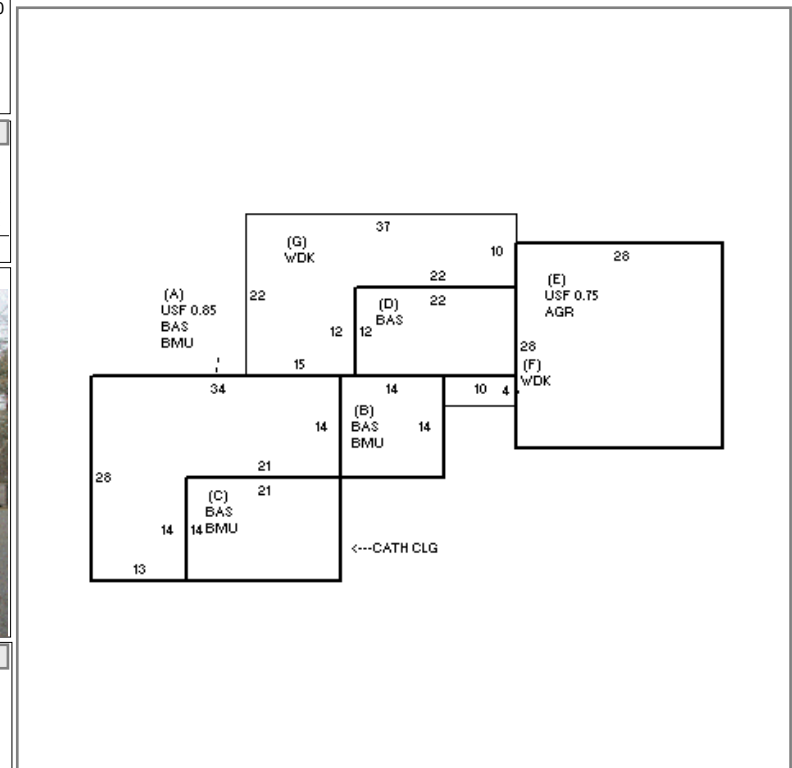 0
37
(G)
WDK
10
28
22
22
(E)
USF 0.75
AGR
(A)
USF 0.85
BAS
BMU
22
(D)
BAS
12
12
28
15
(F)
WDK
34
14
10
4
(B)
BAS
BMU
14
14
28
21
21
(C)
BAS
BMU
14
14
<---CATH CLG
13